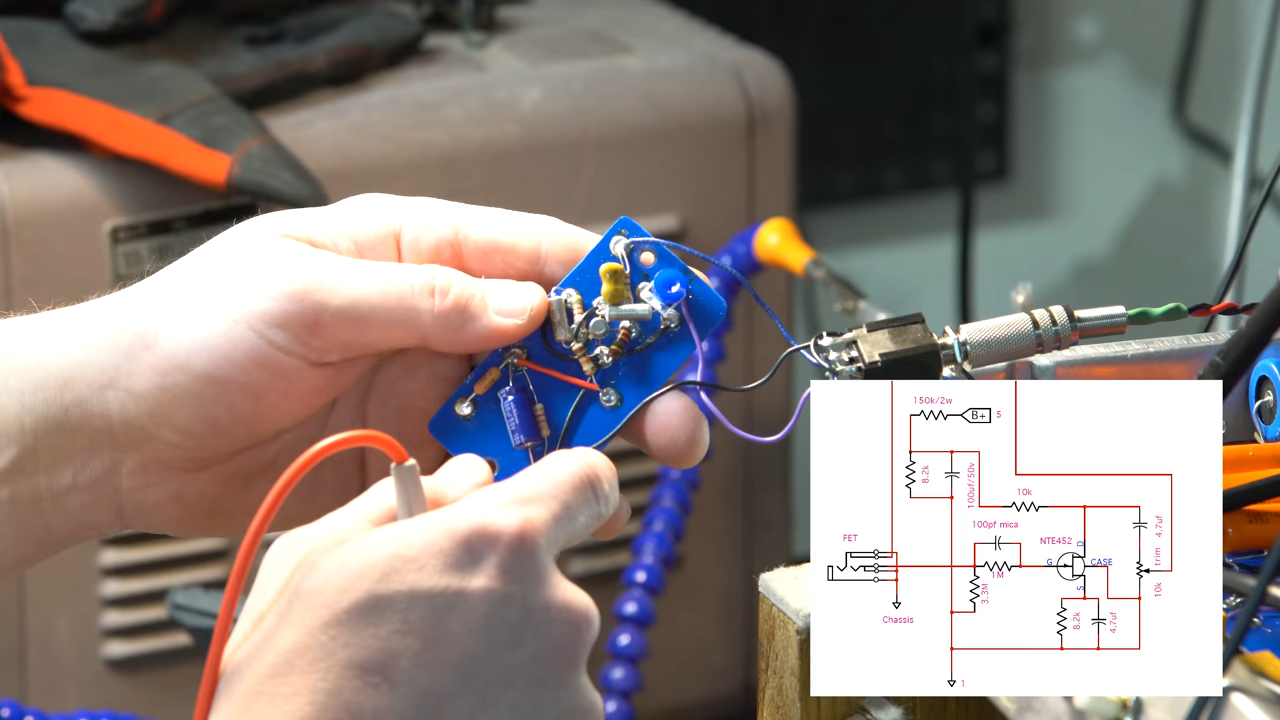 150k/2w
B+
5
8.2k
100uf/50v
10k
100pf mica
4.7uf
NTE452
D
FET
G
CASE
trim
1M
S
3.3M
10k
8.2k
4.7uf
Chassis
1